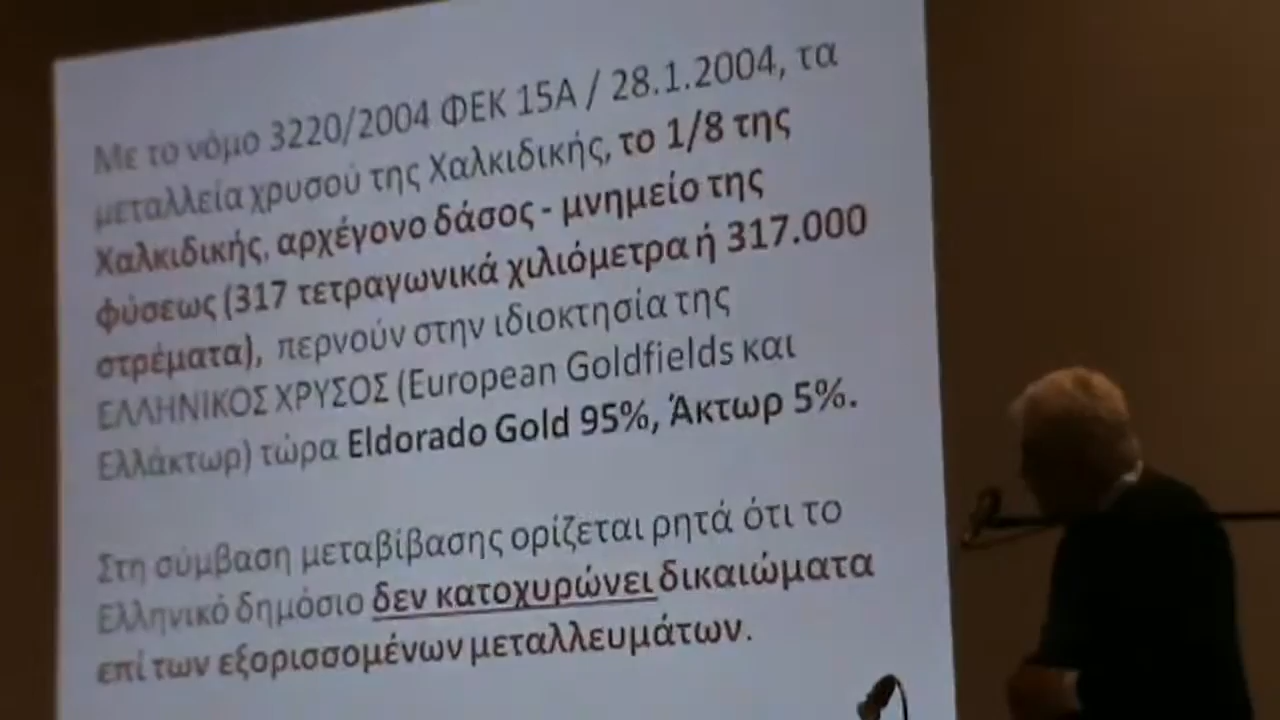 Με το νόμο 3220/2004 ΦΕΚ 15Α / 28.1.2004, τα
μεταλλεία χρυσού της Χαλκιδικής, το 1/8 της
Χαλκιδικής, αρχέγονο δάσος - μνημείο της
φύσεως (317 τετραγωνικά χιλιόμετρα ή 317.000
στρέματα), περνούν στην ιδιοκτησία της
ΕΛΛΗΝΙΚΟΣ ΧΡΥΣΟΣ (European Goldfields και
Ελλάκτωρ) τώρα Eldorado Gold 95%, Άκτωρ 5%.
Στη σύμβαση μεταβίβασης ορίζεται ρητά ότι το
Ελληνικό δημόσιο δεν κατοχυρώνει δικαιώματα
επί των εξορισσομένων μεταλλευμάτων.